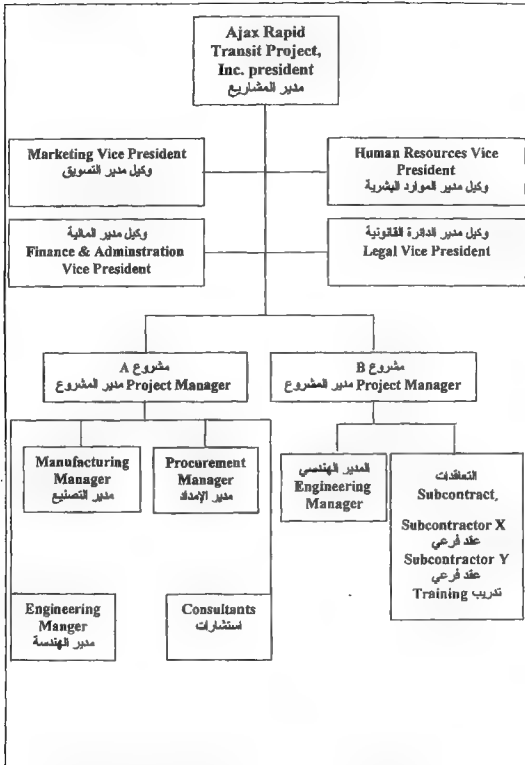 Ajax Rapid
Transit Project,
Inc. president
مدير المشاريع
Marketing Vice President
وكيل مدير التسويق
Human Resources Vice
President
وكيل مدير الموارد البشرية
وكيل مدير المالية
Finance & Adminstration
Vice President
وكيل مدير الدائرة القانونية
Legal Vice President
مشروع A
مدير المشروع Project Manager
مشروع B
مدير المشروع Project Manager
Manufacturing
Manager
مدير التصنيع
Procurement
Manager
مدير الإمداد
المدير الهندسي
Engineering
Manager
التعاقدات
Subcontract,
Subcontractor X
عقد فرعي
Subcontractor Y
عقد فرعي
تدريب Training
Engineering
Manger
مدير الهندسة
Consultants
استشارات